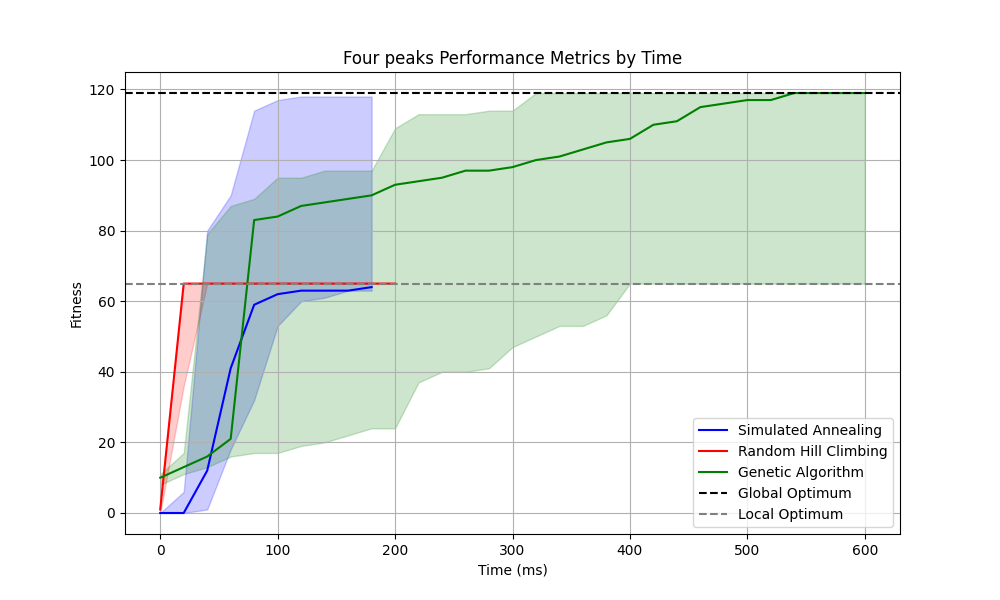 Four peaks Performance Metrics by Time
Fitness
120
100
80
60
40
20
0
0 100 200 300 400 500 600
Time (ms)
Simulated Annealing
Random Hill Climbing
Genetic Algorithm
Global Optimum
Local Optimum